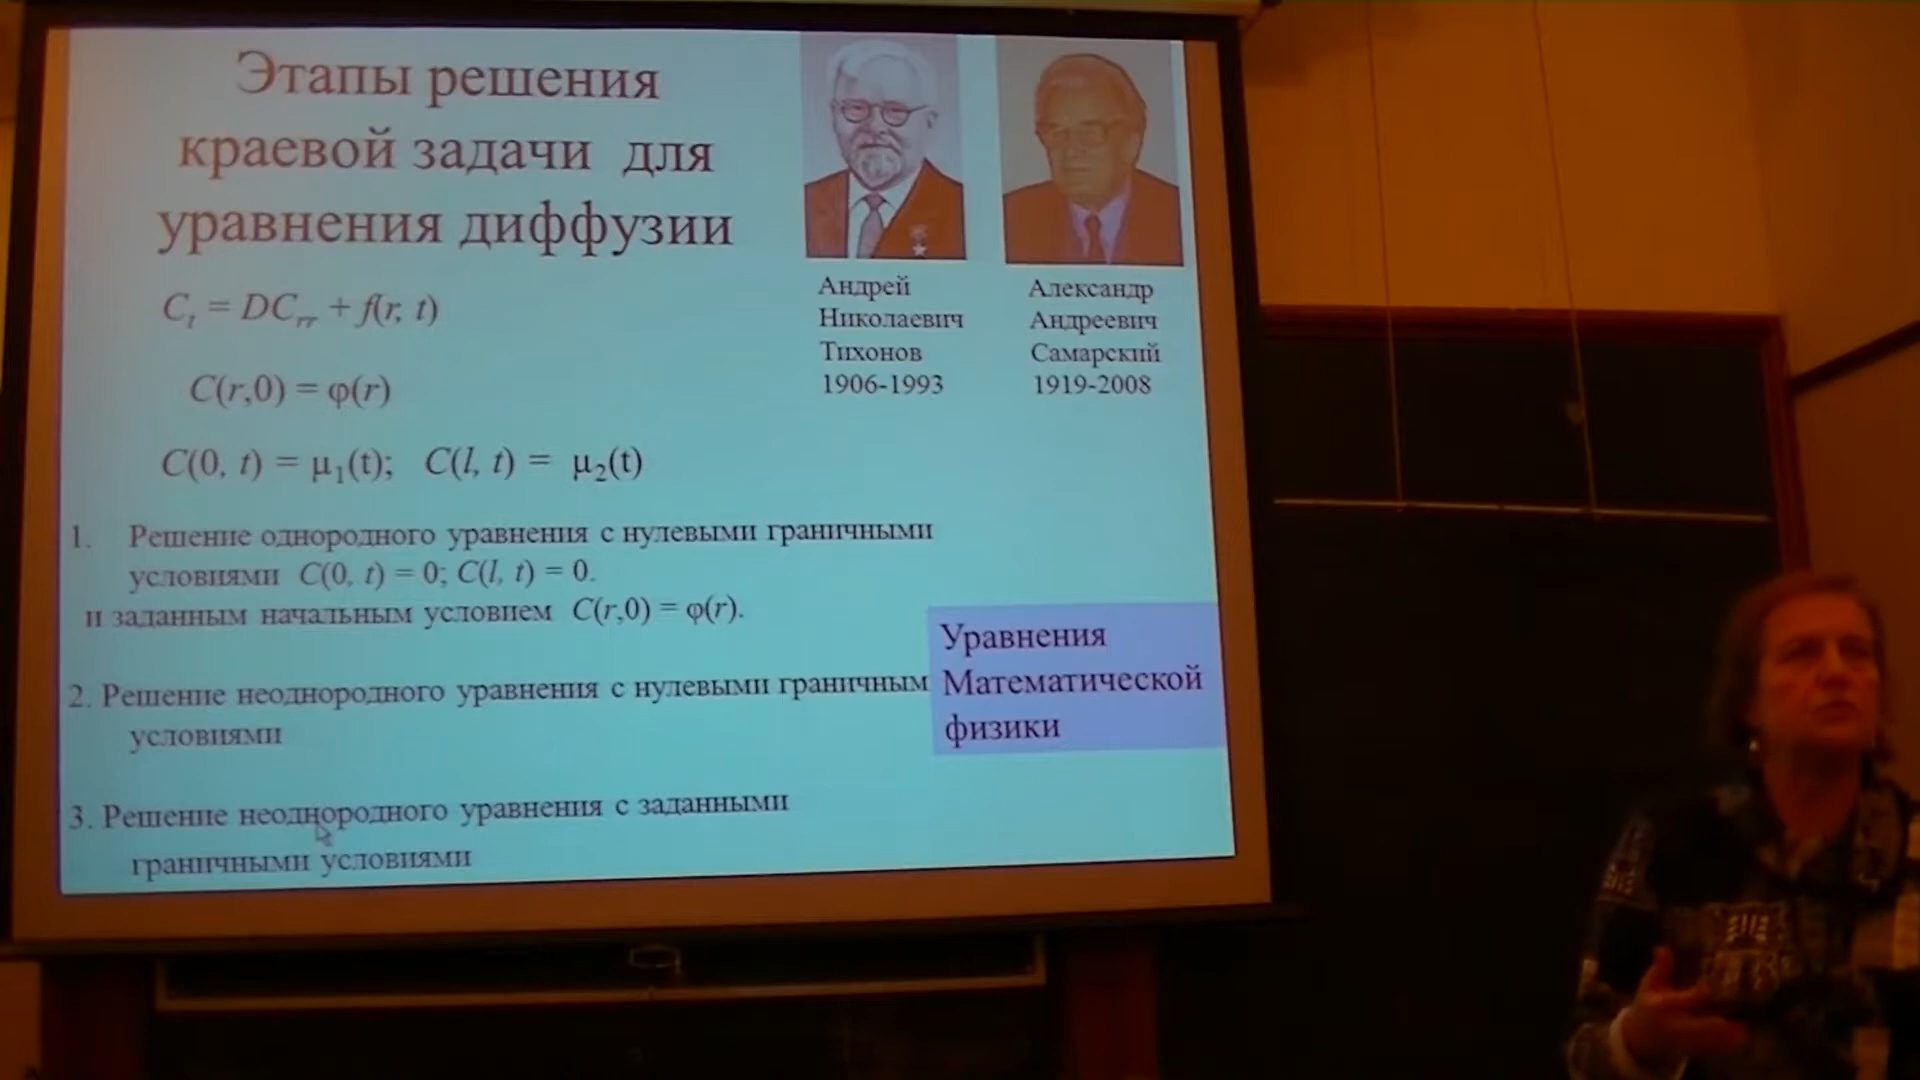 Этапы решения
краевой задачи для
уравнения диффузии
Cₜ = DCᵣᵣ + f(r, t)
C(r,0) = φ(r)
C(0, t) = μ₁(t); C(l, t) = μ₂(t)
Андрей
Николаевич
Тихонов
1906-1993
Александр
Андреевич
Самарский
1919-2008
1. Решение однородного уравнения с нулевыми граничными
условиями C(0, t) = 0; C(l, t) = 0.
и заданным начальным условием C(r,0) = φ(r).
2. Решение неоднородного уравнения с нулевыми граничным
условиями
3. Решение неоднородного уравнения с заданными
граничными условиями
Уравнения
Математической
физики